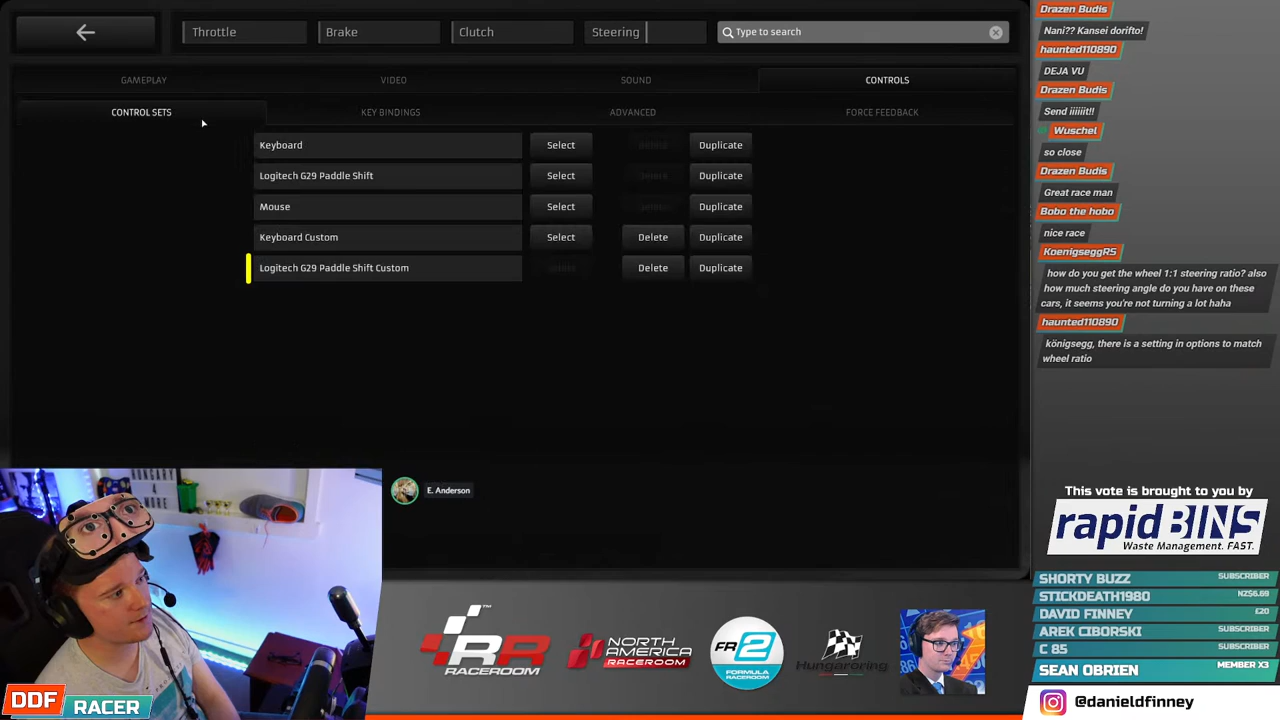 Throttle
Brake
Clutch
Steering
Type to search
GAMEPLAY
VIDEO
SOUND
CONTROLS
CONTROL SETS
KEY BINDINGS
ADVANCED
FORCE FEEDBACK
Keyboard
Select
Delete
Duplicate
Logitech G29 Paddle Shift
Select
Delete
Duplicate
Mouse
Select
Delete
Duplicate
Keyboard Custom
Select
Delete
Duplicate
Logitech G29 Paddle Shift Custom
Select
Delete
Duplicate
E. Anderson
Drazen Budis
Nani?? Kansei dorifto!
haunted110890
DEJA VU
Drazen Budis
Send iiiiiit!!
Wuschel
so close
Drazen Budis
Great race man
Bobo the hobo
nice race
KoenigseggRS
how do you get the wheel 1:1 steering ratio? also
how much steering angle do you have on these
cars, it seems you're not turning a lot haha
haunted110890
königsegg, there is a setting in options to match
wheel ratio
This vote is brought to you by
rapidBINS
Waste Management. FAST.
SHORTY BUZZ SUBSCRIBER
STICKDEATH1980 NZ$6.69
DAVID FINNEY £20
AREK CIBORSKI SUBSCRIBER
C 85 SUBSCRIBER
SEAN OBRIEN MEMBER X3
@danieldfinney
RR™
RACEROOM
NORTH
AMERICA
RACEROOM
FR2
FORMULA
RACEROOM
Hungaroring
DDF
RACER